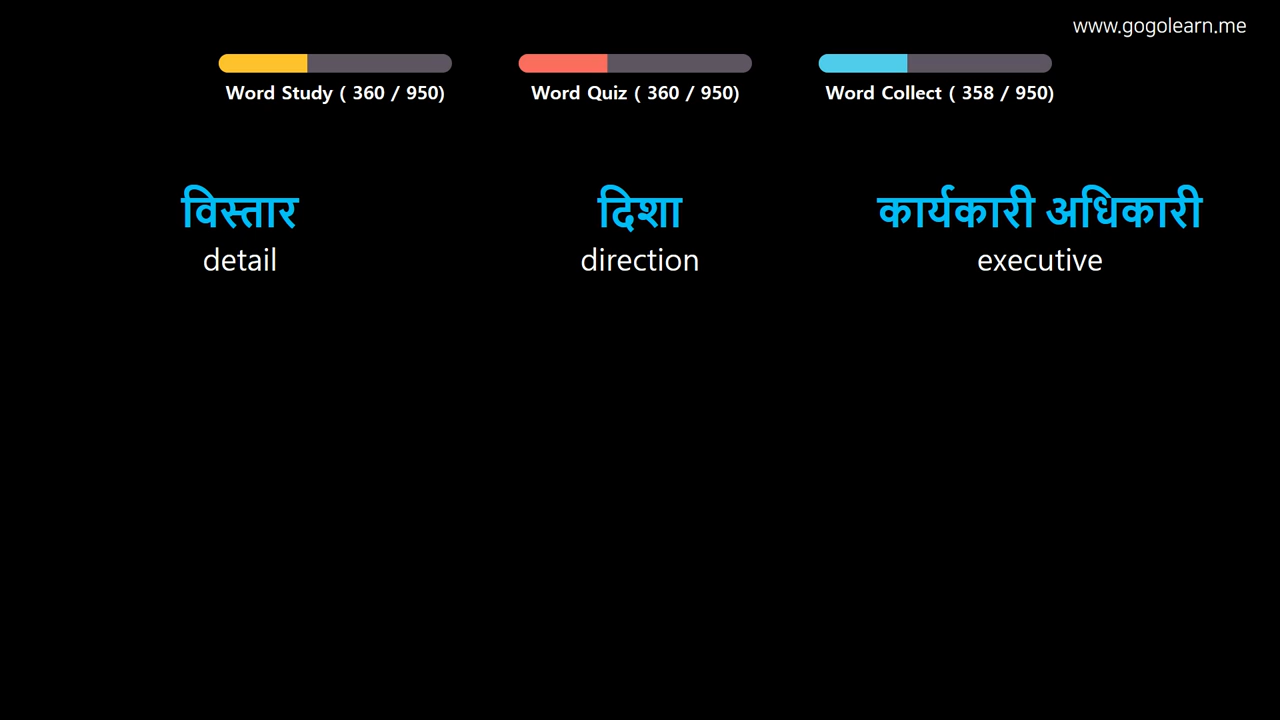 www.gogolearn.me
Word Study ( 360 / 950)
Word Quiz ( 360 / 950)
Word Collect ( 358 / 950)
विस्तार
detail
दिशा
direction
कार्यकारी अधिकारी
executive